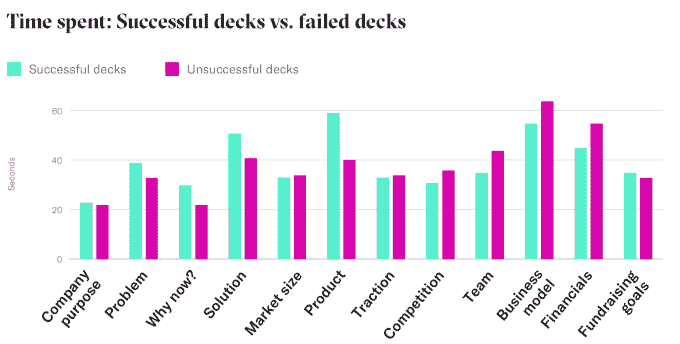 Time spent: Successful decks vs. failed decks
Successful decks
Unsuccessful decks
Seconds
60
40
20
0
Company
purpose
Problem
Why now?
Solution
Market size
Product
Traction
Competition
Team
Business
model
Financials
Fundraising
goals